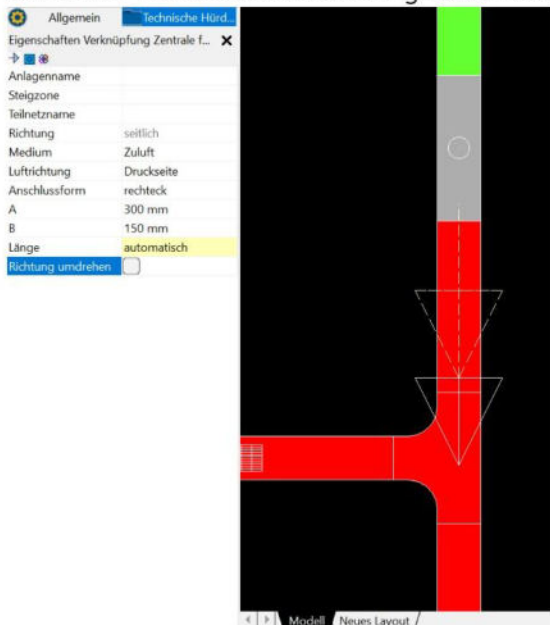 Allgemein
Technische Hürd...
Eigenschaften Verknüpfung Zentrale f...
Anlagenname
Steigzone
Teilnetzname
Richtung seitlich
Medium Zuluft
Luftrichtung Druckseite
Anschlussform rechteck
A 300 mm
B 150 mm
Länge automatisch
Richtung umdrehen
Modell Neues Layout